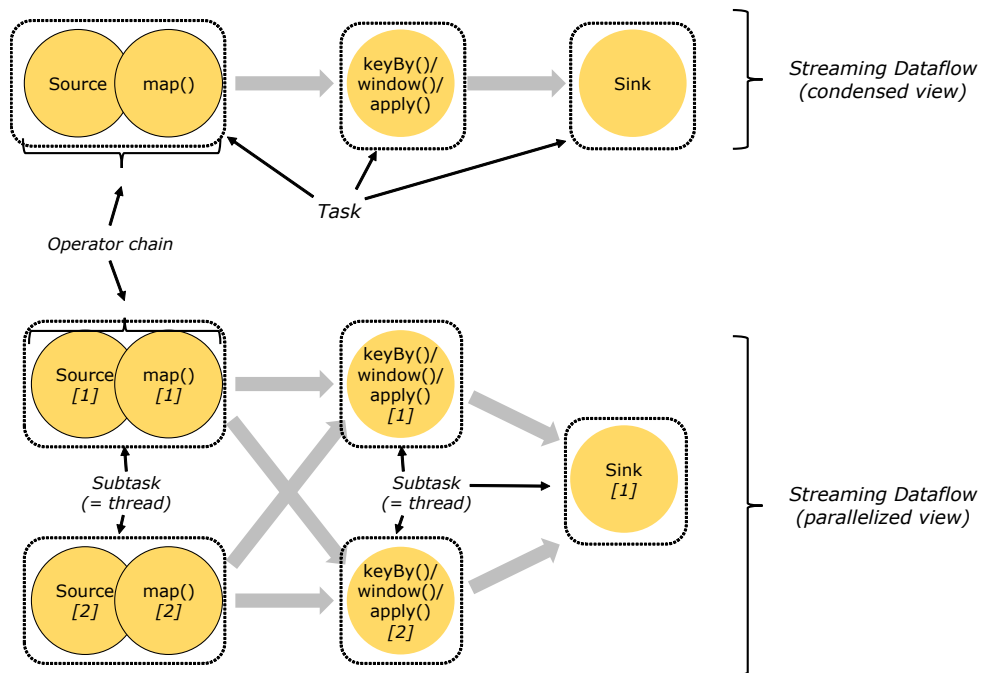 Source
map()
keyBy()/
window()/
apply()
Sink
Streaming Dataflow
(condensed view)
Task
Operator chain
Source
[1]
map()
[1]
keyBy()/
window()/
apply()
[1]
Subtask
(= thread)
Subtask
(= thread)
Sink
[1]
Streaming Dataflow
(parallelized view)
Source
[2]
map()
[2]
keyBy()/
window()/
apply()
[2]